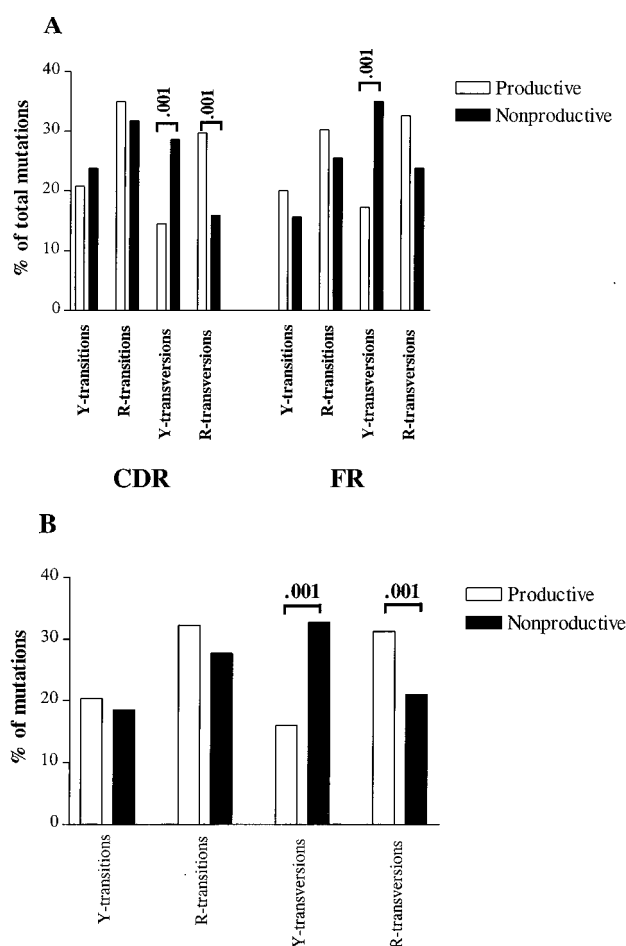 A
% of total mutations
40
30
20
10
0
.001
.001
.001
Productive
Nonproductive
Y-transitions
R-transitions
Y-transversions
R-transversions
Y-transitions
R-transitions
Y-transversions
R-transversions
CDR
FR
B
% of mutations
40
30
20
10
0
.001
.001
Productive
Nonproductive
Y-transitions
R-transitions
Y-transversions
R-transversions